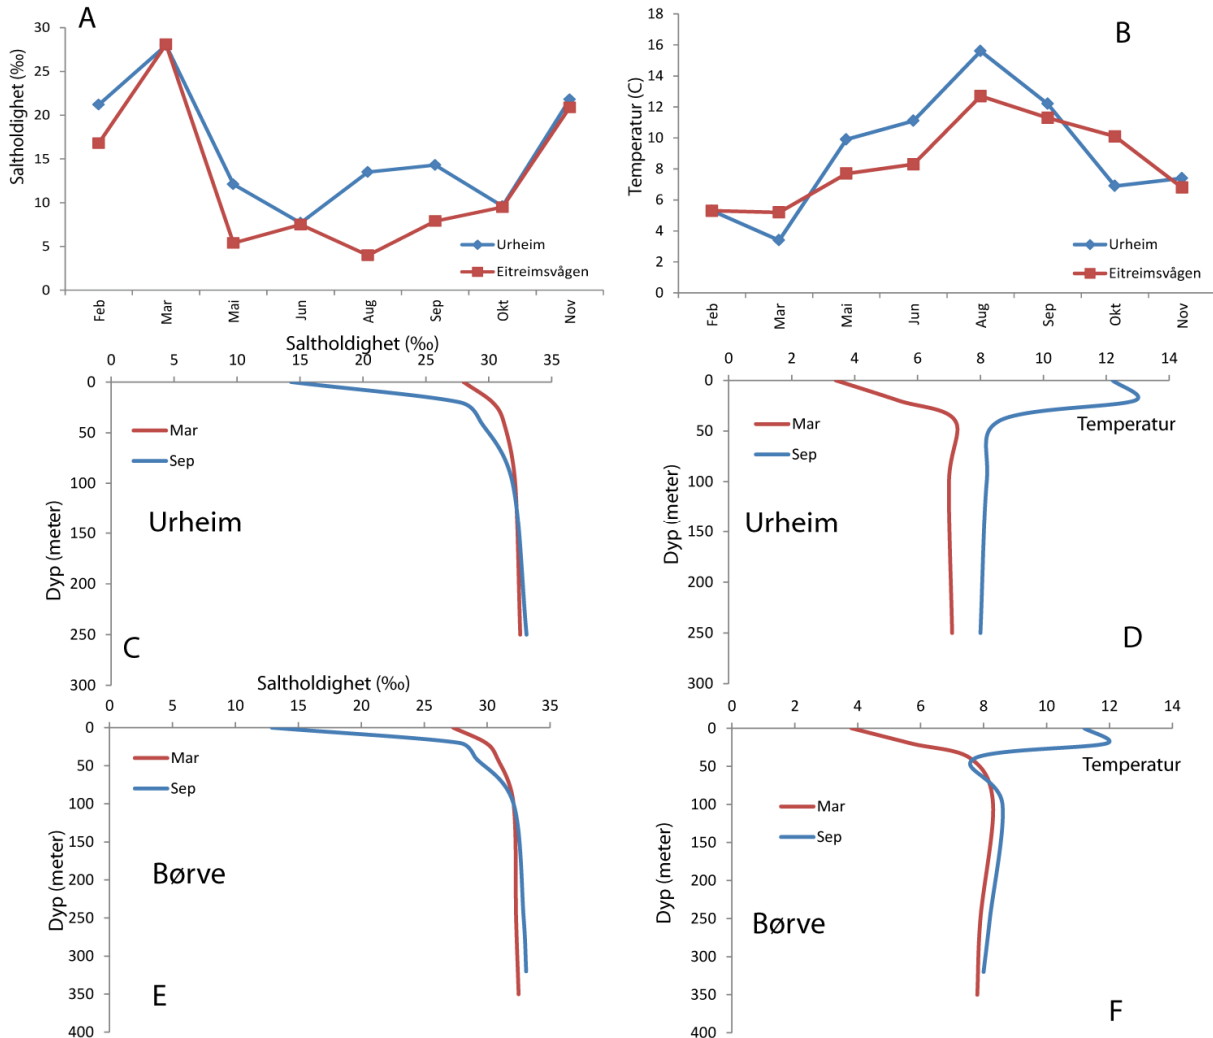 A
Saltholdighet (‰)
30
25
20
15
10
5
0
Urheim
Eitreimsvågen
Feb
Mar
Mai
Jun
Aug
Sep
Okt
Nov
B
Temperatur (C)
18
16
14
12
10
8
6
4
2
0
Urheim
Eitreimsvågen
Feb
Mar
Mai
Jun
Aug
Sep
Okt
Nov
Saltholdighet (‰)
0 5 10 15 20 25 30 35
0
50
100
150
200
250
300
Dyp (meter)
Mar
Sep
Urheim
C
0 2 4 6 8 10 12 14
0
50
100
150
200
250
300
Dyp (meter)
Mar
Sep
Temperatur
Urheim
D
Saltholdighet (‰)
0 5 10 15 20 25 30 35
0
50
100
150
200
250
300
350
400
Dyp (meter)
Mar
Sep
Børve
E
0 2 4 6 8 10 12 14
0
50
100
150
200
250
300
350
400
Dyp (meter)
Temperatur
Mar
Sep
Børve
F